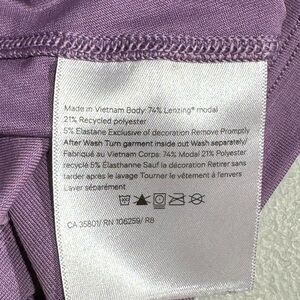 Made in Vietnam Body: 74% Lenzing® modal
21% Recycled polyester
5% Elastane Exclusive of decoration Remove Promptly
After Wash Turn garment inside out Wash separately/
Fabriqué au Vietnam Corps: 74% Modal 21% Polyester
recyclé 5% Élasthanne Sauf la décoration Retirer sans
tarder après le lavage Tourner le vêtement à l'envers
Laver séparément
CA 35801/ RN 106259/ RB